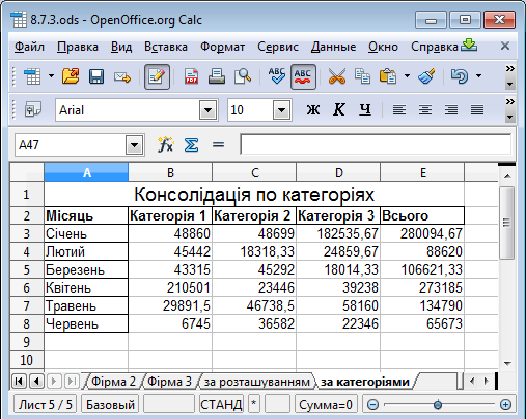 8.7.3.ods - OpenOffice.org Calc
Файл Правка Вид Вставка Формат Сервис Данные Окно Справка
ABC ABC
Arial 10 Ж К Ч
A47 fx Σ =
A B C D E
1 Консолідація по категоріях
2 Місяць Категорія 1 Категорія 2 Категорія 3 Всього
3 Січень 48860 48699 182535,67 280094,67
4 Лютий 45442 18318,33 24859,67 88620
5 Березень 43315 45292 18014,33 106621,33
6 Квітень 210501 23446 39238 273185
7 Травень 29891,5 46738,5 58160 134790
8 Червень 6745 36582 22346 65673
9
10
Фірма 2 Фірма 3 за розташуванням за категоріями
Лист 5 / 5 Базовый СТАНД * Сумма=0